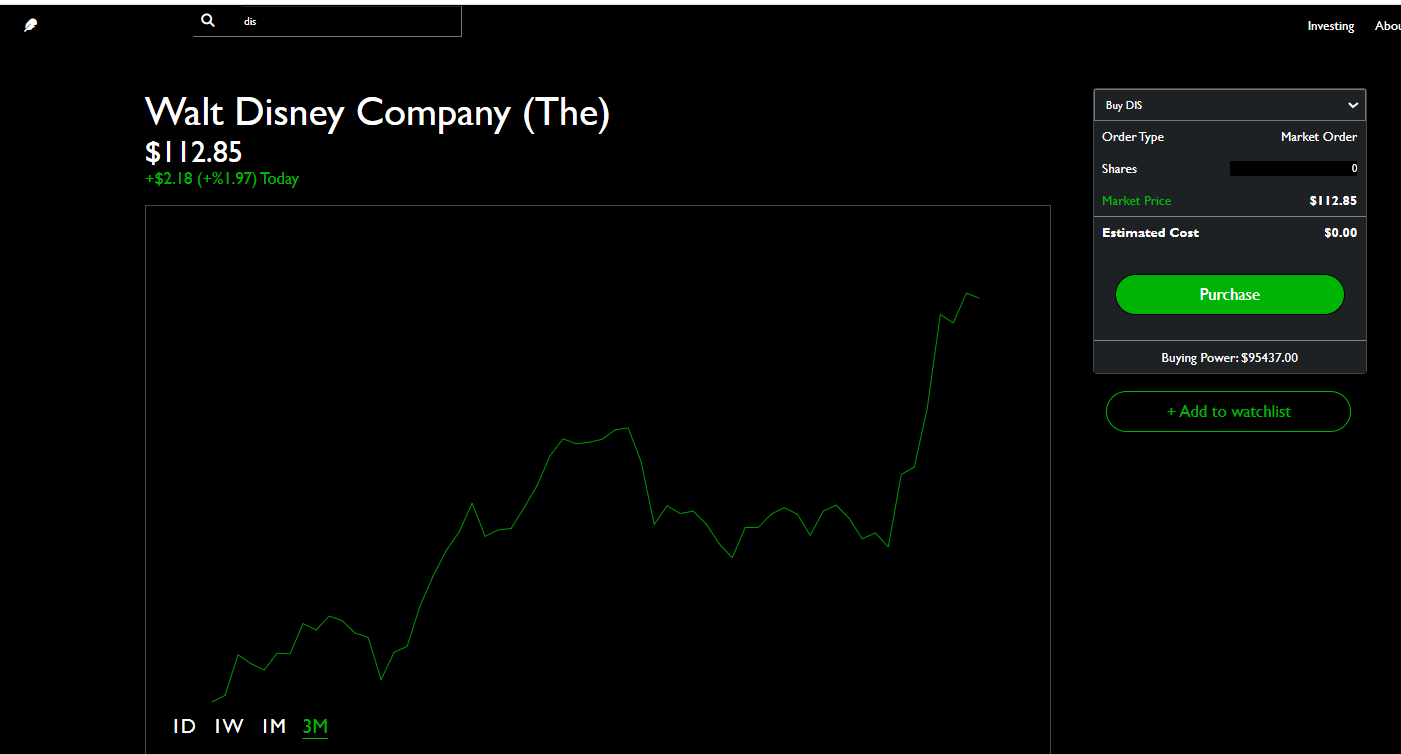 dis
Investing
Walt Disney Company (The)
$112.85
+$2.18 (+%1.97) Today
Buy DIS
Order Type Market Order
Shares 0
Market Price $112.85
Estimated Cost $0.00
Purchase
Buying Power: $95437.00
+ Add to watchlist
1D 1W 1M 3M